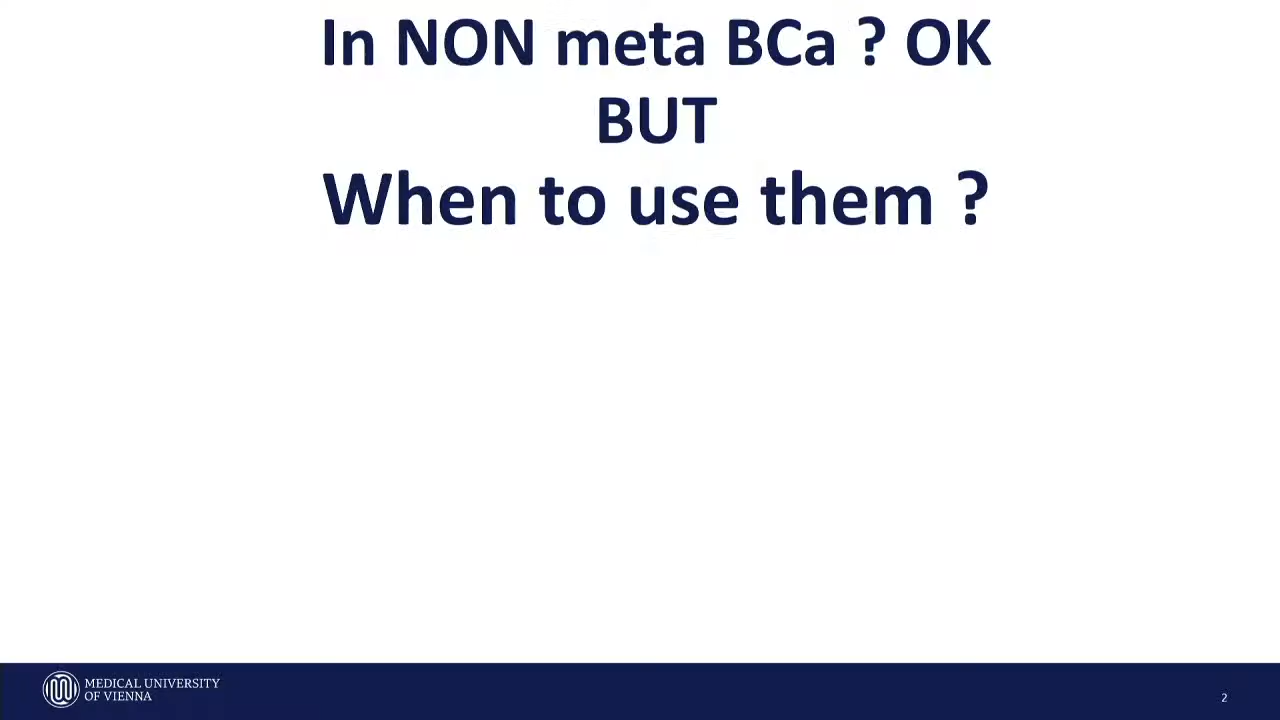 In NON meta BCa ? OK
BUT
When to use them ?
MEDICAL UNIVERSITY
OF VIENNA
2